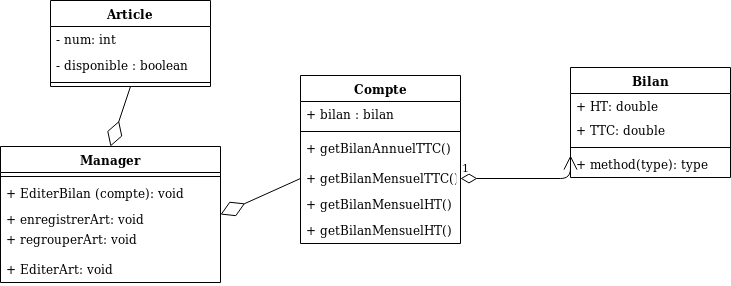 Article
- num: int
- disponible : boolean
Manager
+ EditerBilan (compte): void
+ enregistrerArt: void
+ regrouperArt: void
+ EditerArt: void
Compte
+ bilan : bilan
+ getBilanAnnuelTTC()
+ getBilanMensuelTTC()
+ getBilanMensuelHT()
+ getBilanMensuelHT()
1
Bilan
+ HT: double
+ TTC: double
+ method(type): type